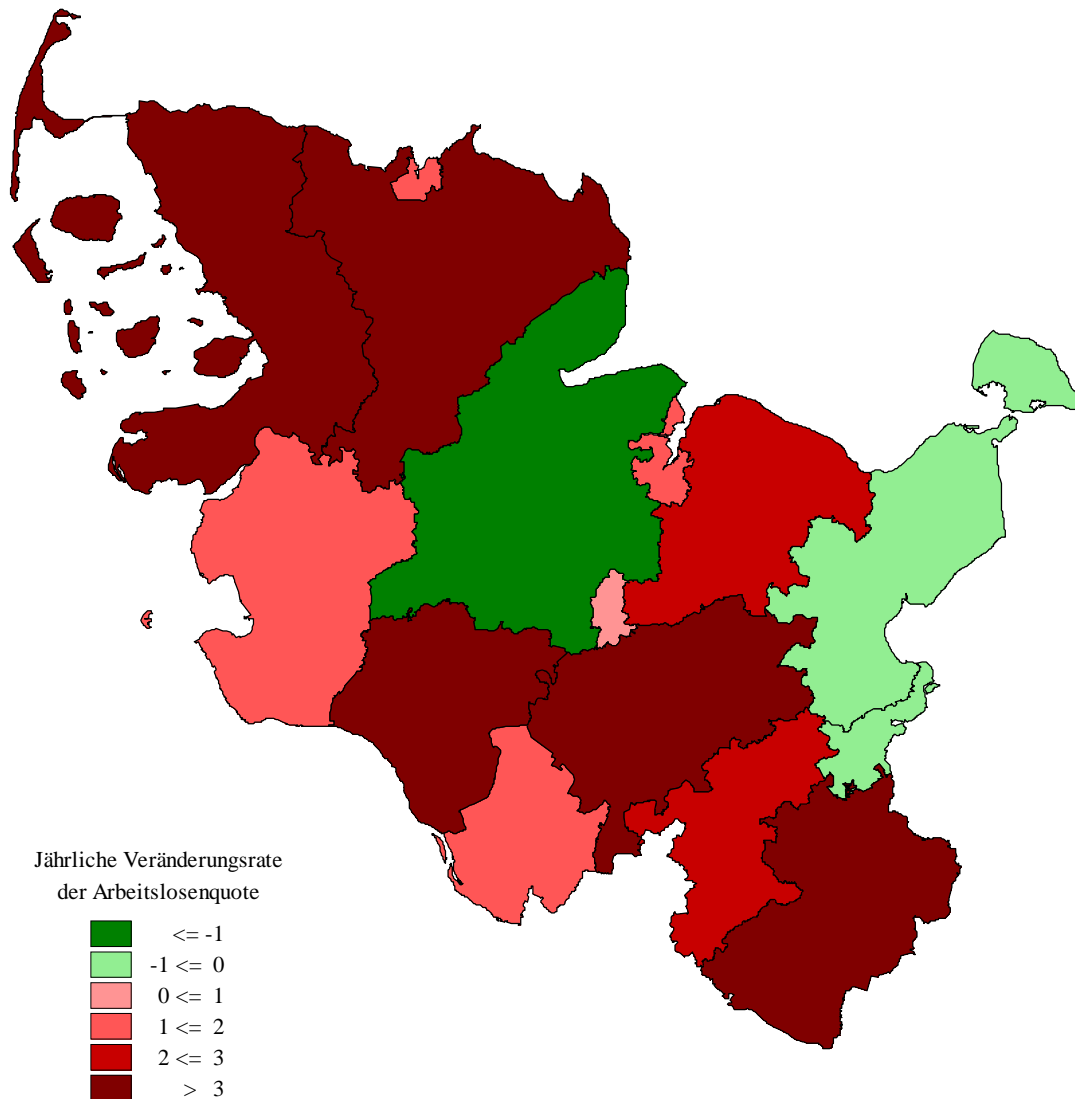 Jährliche Veränderungsrate
der Arbeitslosenquote
<= -1
-1 <= 0
0 <= 1
1 <= 2
2 <= 3
> 3